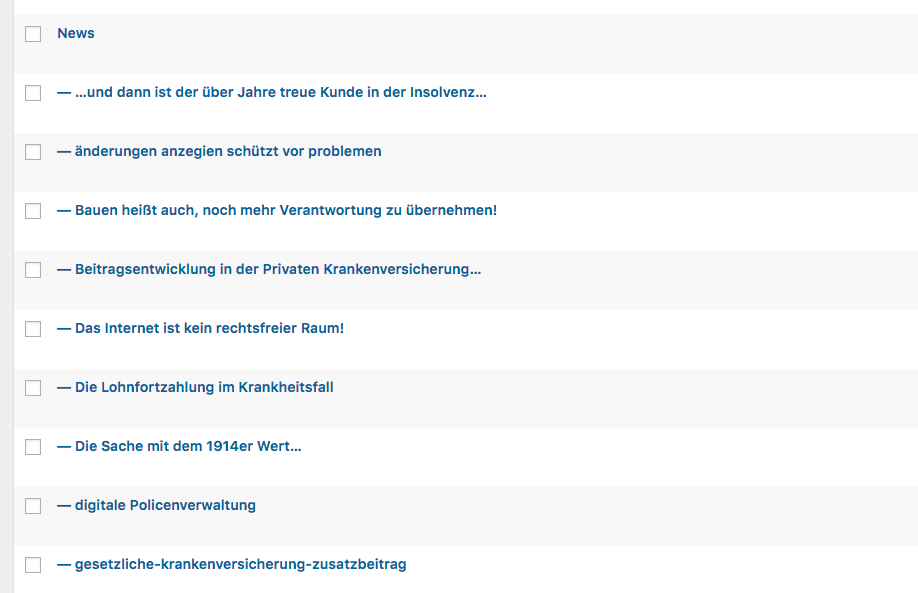 News
— …und dann ist der über Jahre treue Kunde in der Insolvenz…
— änderungen anzegien schützt vor problemen
— Bauen heißt auch, noch mehr Verantwortung zu übernehmen!
— Beitragsentwicklung in der Privaten Krankenversicherung…
— Das Internet ist kein rechtsfreier Raum!
— Die Lohnfortzahlung im Krankheitsfall
— Die Sache mit dem 1914er Wert…
— digitale Policenverwaltung
— gesetzliche-krankenversicherung-zusatzbeitrag